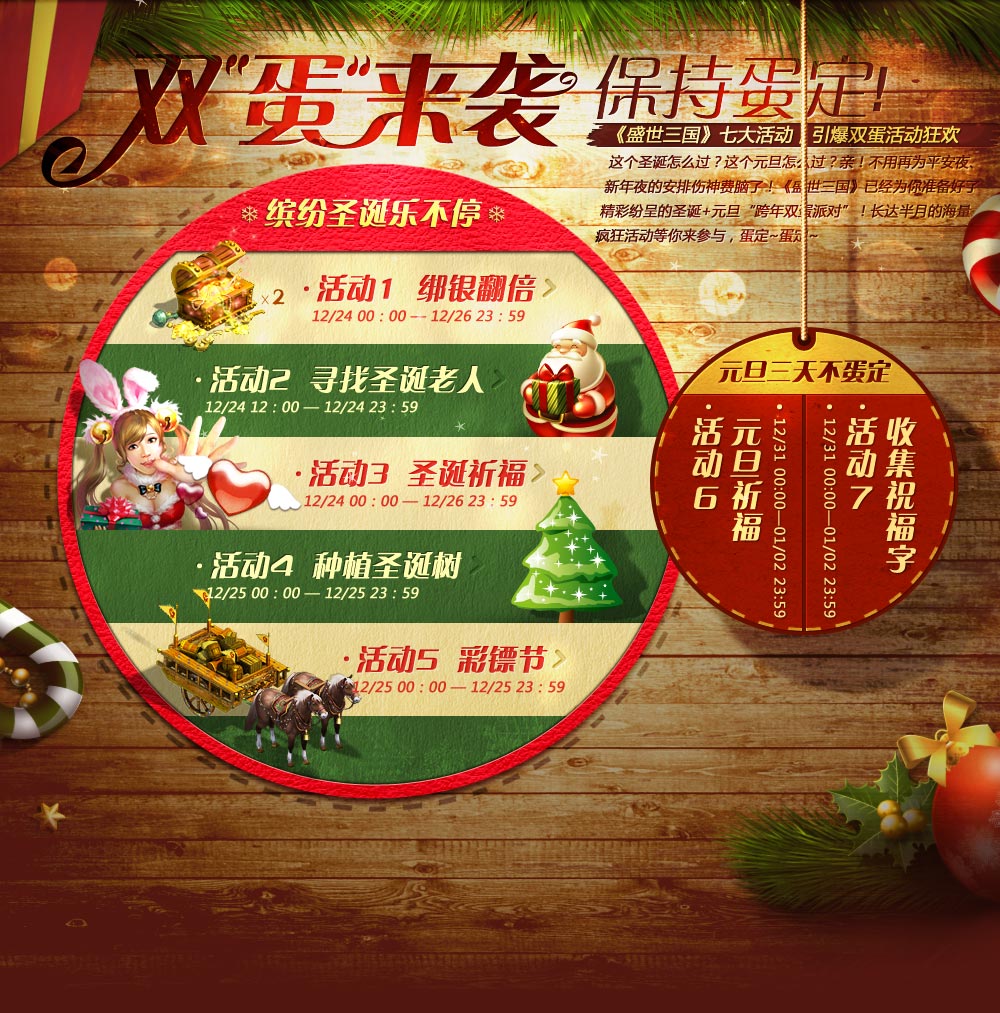 双"蛋"来袭 保持蛋定!
《盛世三国》七大活动 引爆双蛋活动狂欢
这个圣诞怎么过？这个元旦怎么过？亲！不用再为平安夜、
新年夜的安排伤神费脑了！《盛世三国》已经为你准备好了
精彩纷呈的圣诞+元旦“跨年双蛋派对”！长达半月的海量
疯狂活动等你来参与，蛋定~蛋定~
缤纷圣诞乐不停
×2
·活动1 绑银翻倍
12/24 00：00 -- 12/26 23：59
·活动2 寻找圣诞老人
12/24 12：00 — 12/24 23：59
·活动3 圣诞祈福
12/24 00：00 — 12/26 23：59
·活动4 种植圣诞树
12/25 00：00 — 12/25 23：59
·活动5 彩镖节
12/25 00：00 — 12/25 23：59
元旦三天不蛋定
·活动6
·元旦祈福
·12/31 00:00—01/02 23:59
·活动7
·收集祝福字
·12/31 00:00—01/02 23:59